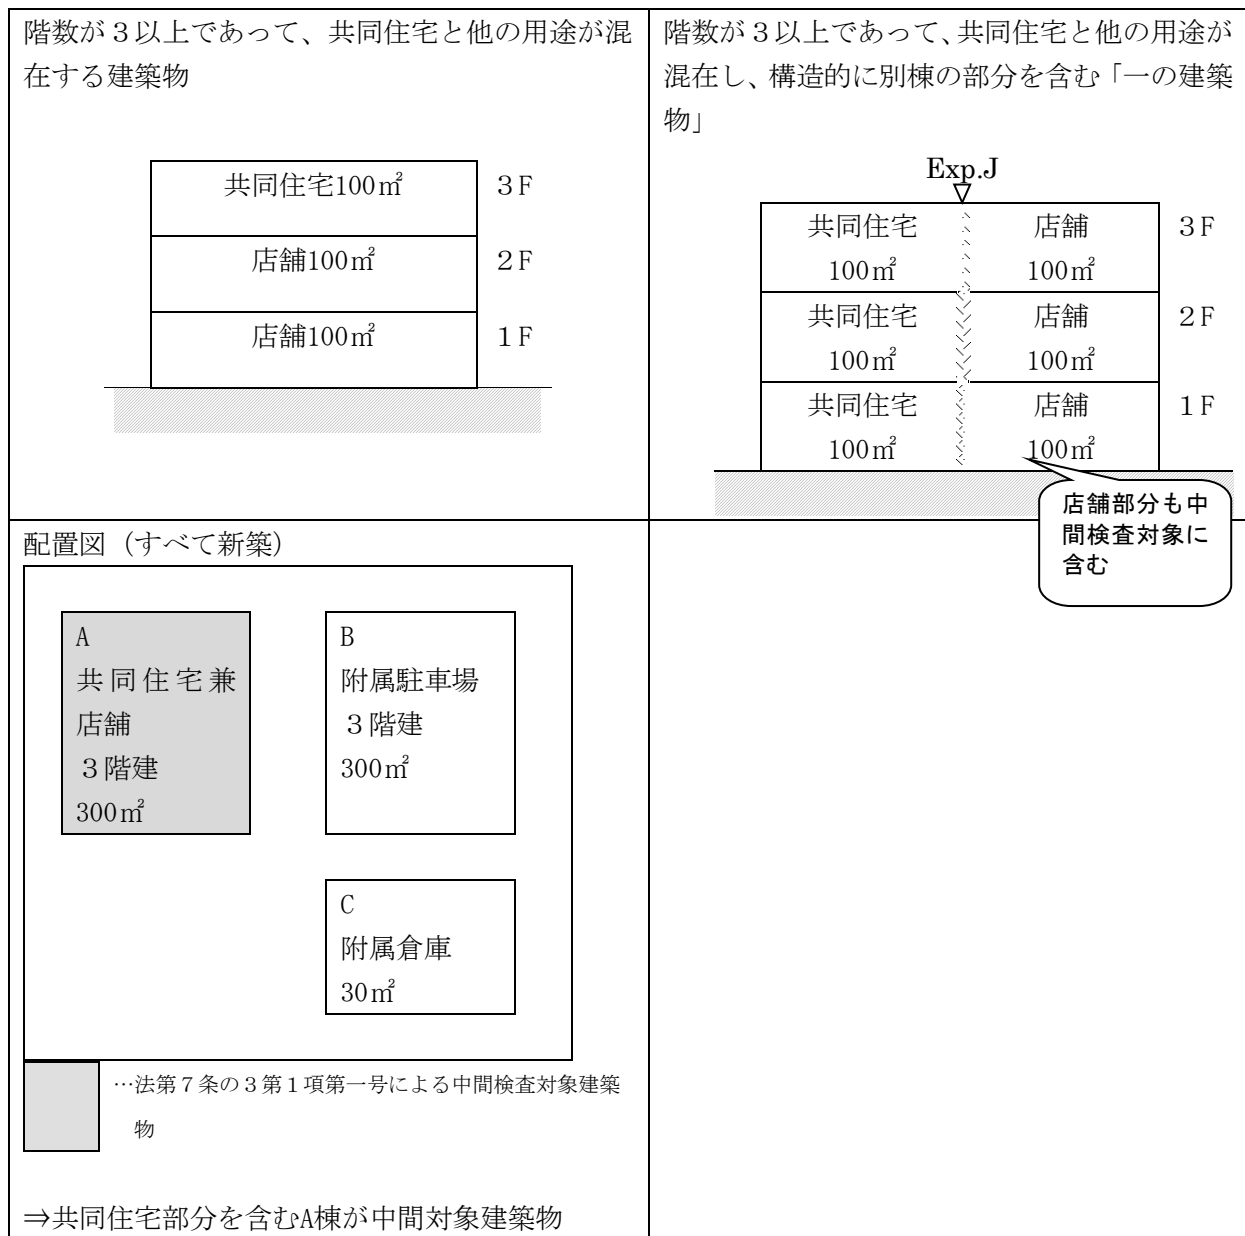 階数が３以上であって、共同住宅と他の用途が混
在する建築物
共同住宅100㎡
３F
店舗100㎡
２F
店舗100㎡
１F
階数が３以上であって、共同住宅と他の用途が
混在し、構造的に別棟の部分を含む「一の建築
物」
Exp.J
共同住宅
100㎡
店舗
100㎡
３F
共同住宅
100㎡
店舗
100㎡
２F
共同住宅
100㎡
店舗
100㎡
１F
店舗部分も中
間検査対象に
含む
配置図（すべて新築）
A
共同住宅兼
店舗
３階建
300㎡
B
附属駐車場
３階建
300㎡
C
附属倉庫
30㎡
…法第７条の３第１項第一号による中間検査対象建築
物
⇒共同住宅部分を含むA棟が中間対象建築物